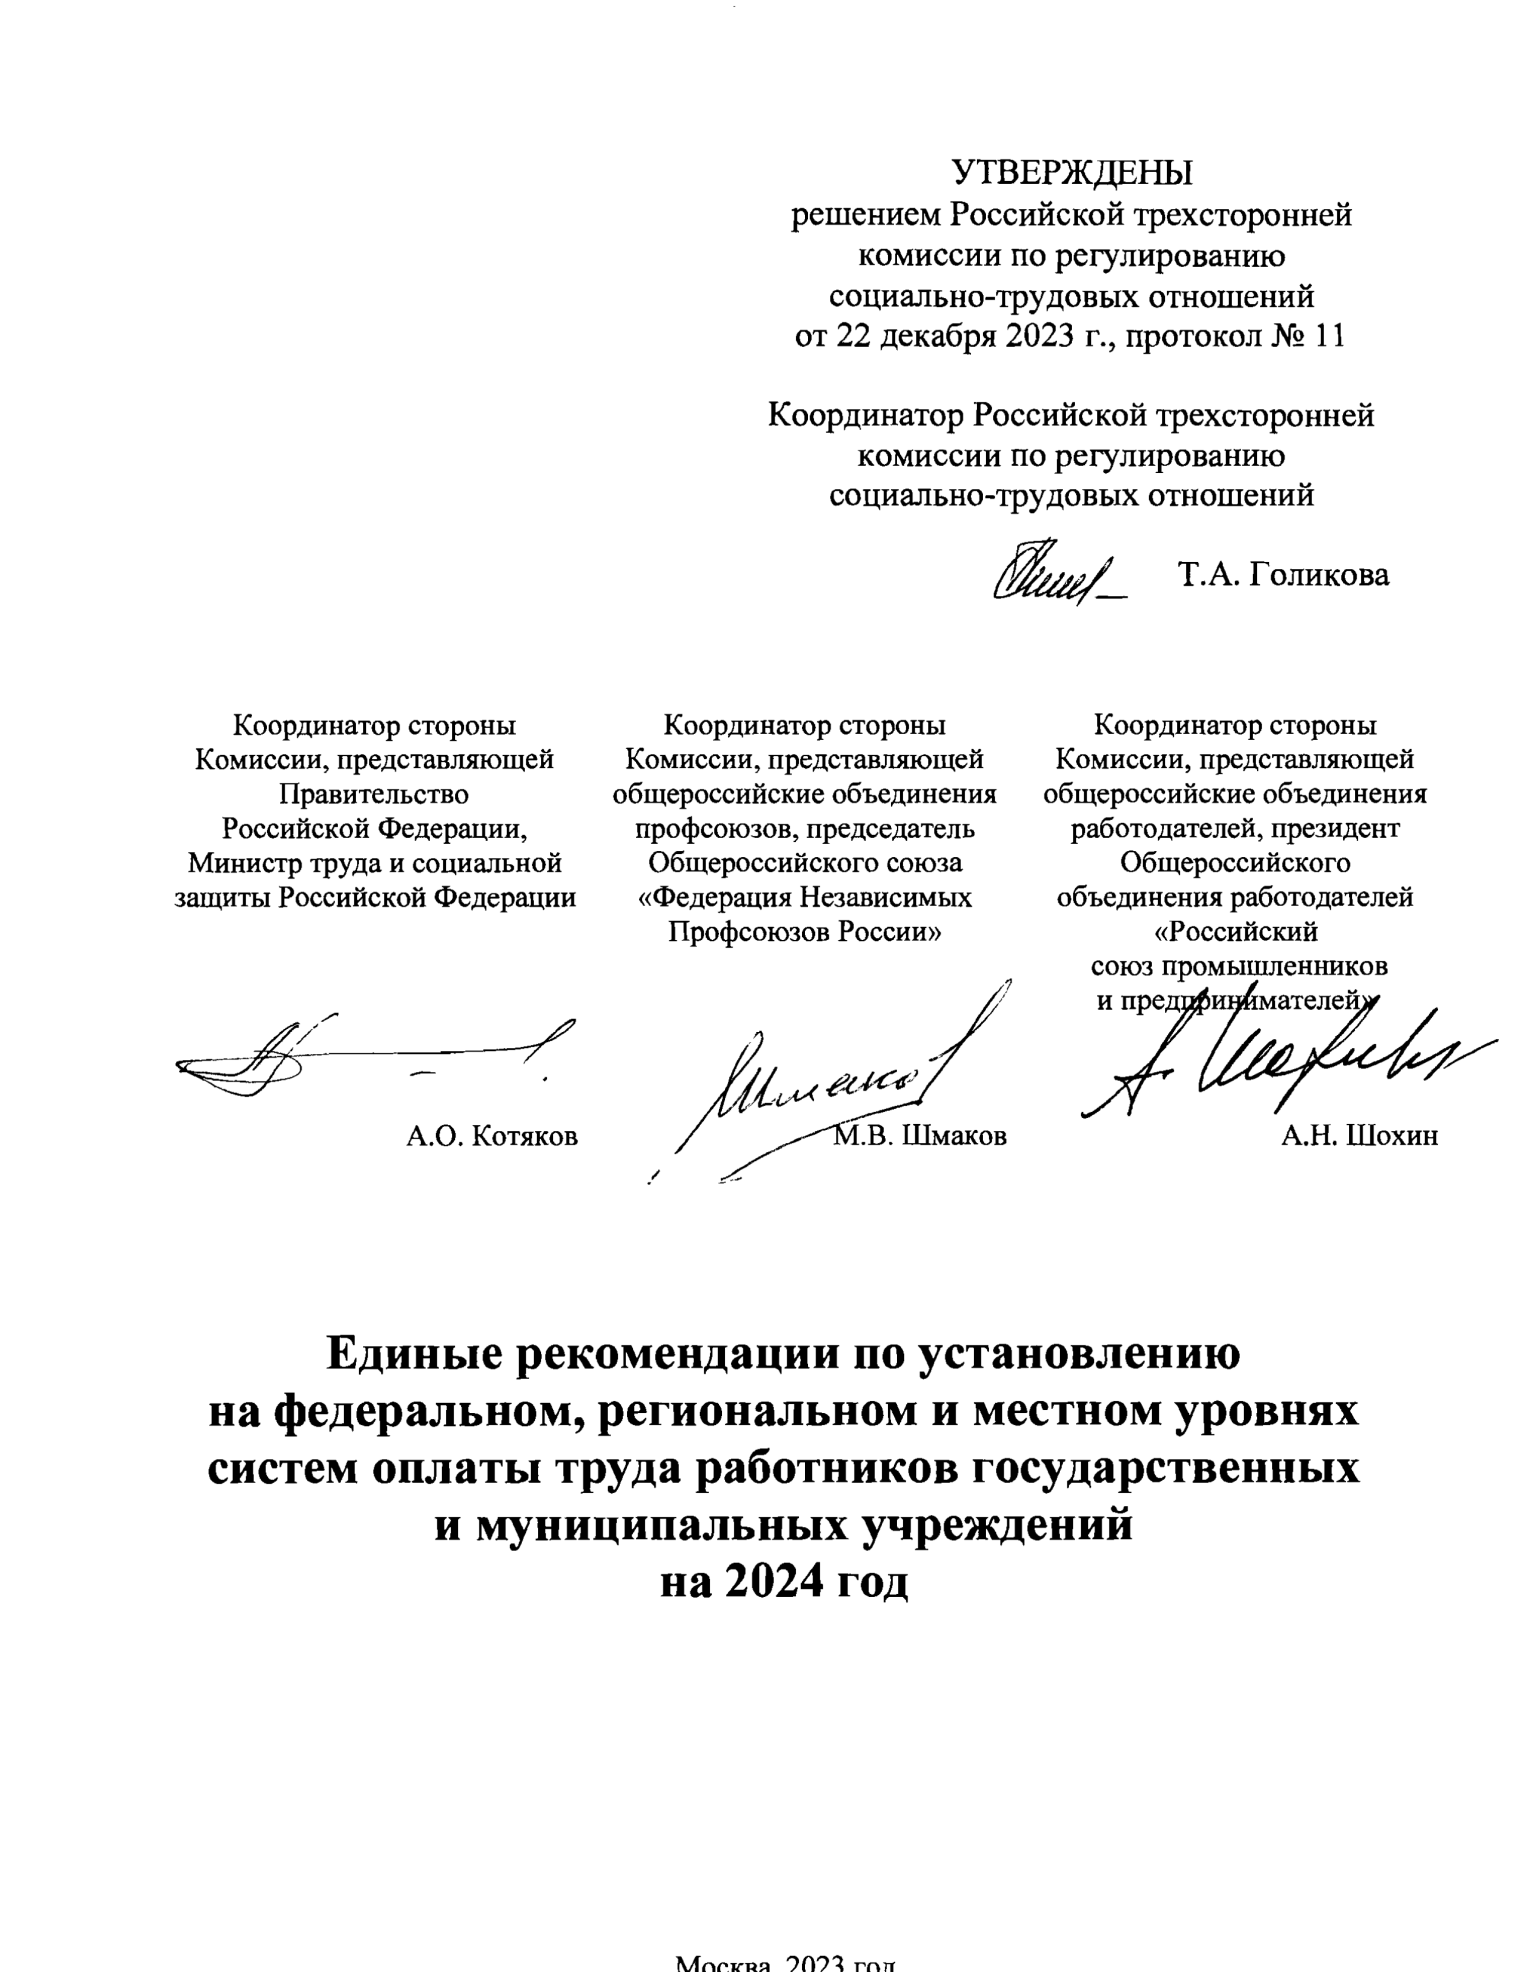 УТВЕРЖДЕНЫ
решением Российской трехсторонней
комиссии по регулированию
социально-трудовых отношений
от 22 декабря 2023 г., протокол № 11
Координатор Российской трехсторонней
комиссии по регулированию
социально-трудовых отношений
Т.А. Голикова
Координатор стороны
Комиссии, представляющей
Правительство
Российской Федерации,
Министр труда и социальной
защиты Российской Федерации
А.О. Котяков
Координатор стороны
Комиссии, представляющей
общероссийские объединения
профсоюзов, председатель
Общероссийского союза
«Федерация Независимых
Профсоюзов России»
М.В. Шмаков
Координатор стороны
Комиссии, представляющей
общероссийские объединения
работодателей, президент
Общероссийского
объединения работодателей
«Российский
союз промышленников
и предпринимателей»
А.Н. Шохин
Единые рекомендации по установлению
на федеральном, региональном и местном уровнях
систем оплаты труда работников государственных
и муниципальных учреждений
на 2024 год
Москва, 2023 год